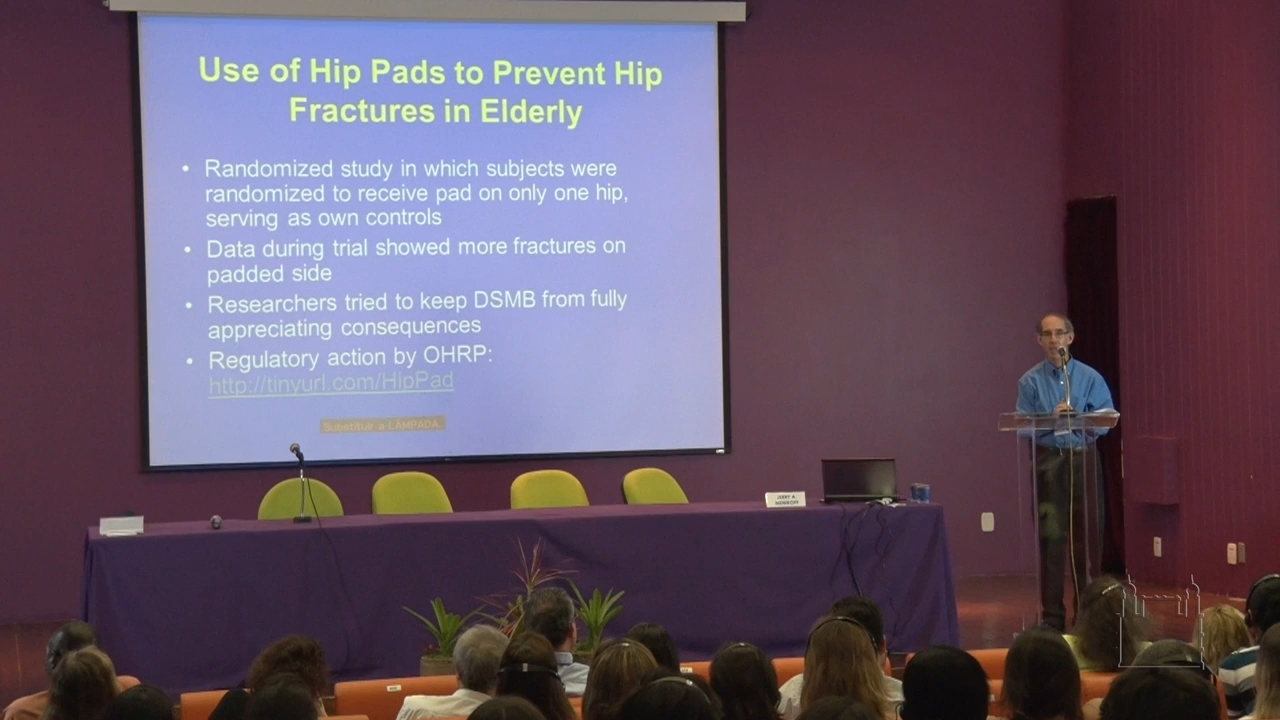 Use of Hip Pads to Prevent Hip
Fractures in Elderly
• Randomized study in which subjects were
randomized to receive pad on only one hip,
serving as own controls
• Data during trial showed more fractures on
padded side
• Researchers tried to keep DSMB from fully
appreciating consequences
• Regulatory action by OHRP:
http://tinyurl.com/HipPad
Substituir a LÂMPADA.
JERRY A.
MENIKOFF